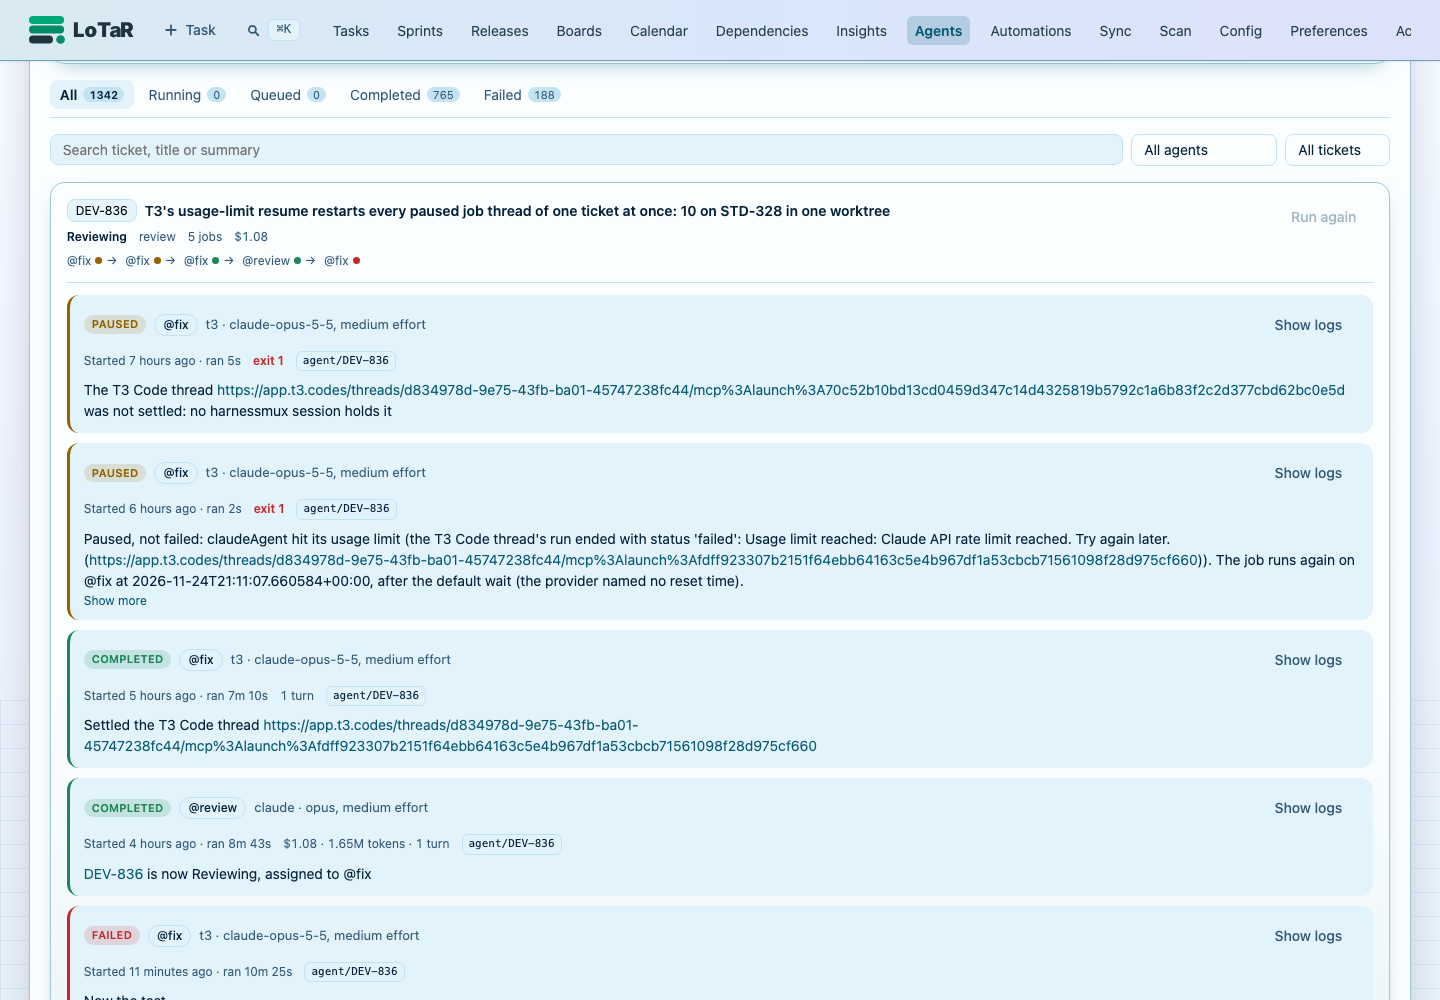 LoTaR + Task ⌘K Tasks Sprints Releases Boards Calendar Dependencies Insights Agents Automations Sync Scan Config Preferences Ac
All 1342 Running 0 Queued 0 Completed 765 Failed 188
Search ticket, title or summary All agents All tickets
DEV-836 T3's usage-limit resume restarts every paused job thread of one ticket at once: 10 on STD-328 in one worktree Run again
Reviewing review 5 jobs $1.08
@fix → @fix → @fix → @review → @fix
PAUSED @fix t3 · claude-opus-5-5, medium effort Show logs
Started 7 hours ago · ran 5s exit 1 agent/DEV-836
The T3 Code thread https://app.t3.codes/threads/d834978d-9e75-43fb-ba01-45747238fc44/mcp%3Alaunch%3A70c52b10bd13cd0459d347c14d4325819b5792c1a6b83f2c2d377cbd62bc0e5d
was not settled: no harnessmux session holds it
PAUSED @fix t3 · claude-opus-5-5, medium effort Show logs
Started 6 hours ago · ran 2s exit 1 agent/DEV-836
Paused, not failed: claudeAgent hit its usage limit (the T3 Code thread's run ended with status 'failed': Usage limit reached: Claude API rate limit reached. Try again later.
(https://app.t3.codes/threads/d834978d-9e75-43fb-ba01-45747238fc44/mcp%3Alaunch%3Afdff923307b2151f64ebb64163c5e4b967df1a53cbcb71561098f28d975cf660)). The job runs again on
@fix at 2026-11-24T21:11:07.660584+00:00, after the default wait (the provider named no reset time).
Show more
COMPLETED @fix t3 · claude-opus-5-5, medium effort Show logs
Started 5 hours ago · ran 7m 10s 1 turn agent/DEV-836
Settled the T3 Code thread https://app.t3.codes/threads/d834978d-9e75-43fb-ba01-
45747238fc44/mcp%3Alaunch%3Afdff923307b2151f64ebb64163c5e4b967df1a53cbcb71561098f28d975cf660
COMPLETED @review claude · opus, medium effort Show logs
Started 4 hours ago · ran 8m 43s $1.08 · 1.65M tokens · 1 turn agent/DEV-836
DEV-836 is now Reviewing, assigned to @fix
FAILED @fix t3 · claude-opus-5-5, medium effort Show logs
Started 11 minutes ago · ran 10m 25s agent/DEV-836
Now the test